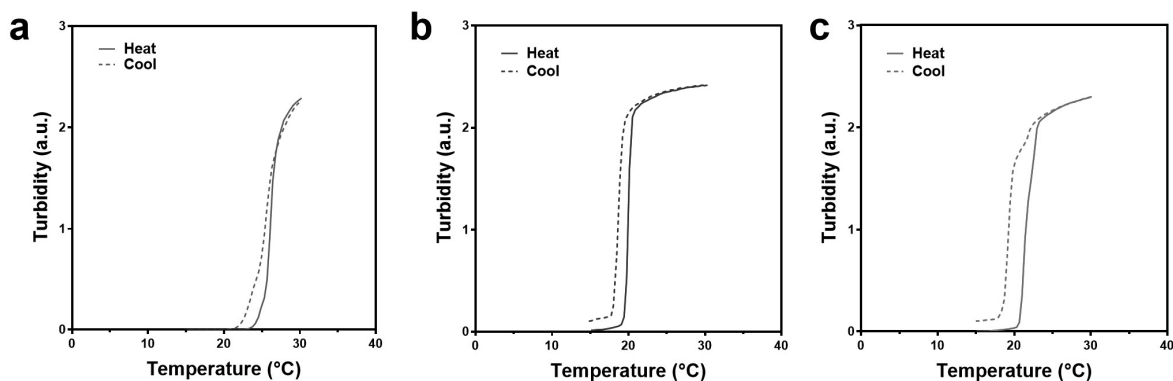 a
3
2
1
0
Turbidity (a.u.)
Heat
Cool
0 10 20 30 40
Temperature (°C)
b
3
2
1
0
Turbidity (a.u.)
Heat
Cool
0 10 20 30 40
Temperature (°C)
c
3
2
1
0
Turbidity (a.u.)
Heat
Cool
0 10 20 30 40
Temperature (°C)